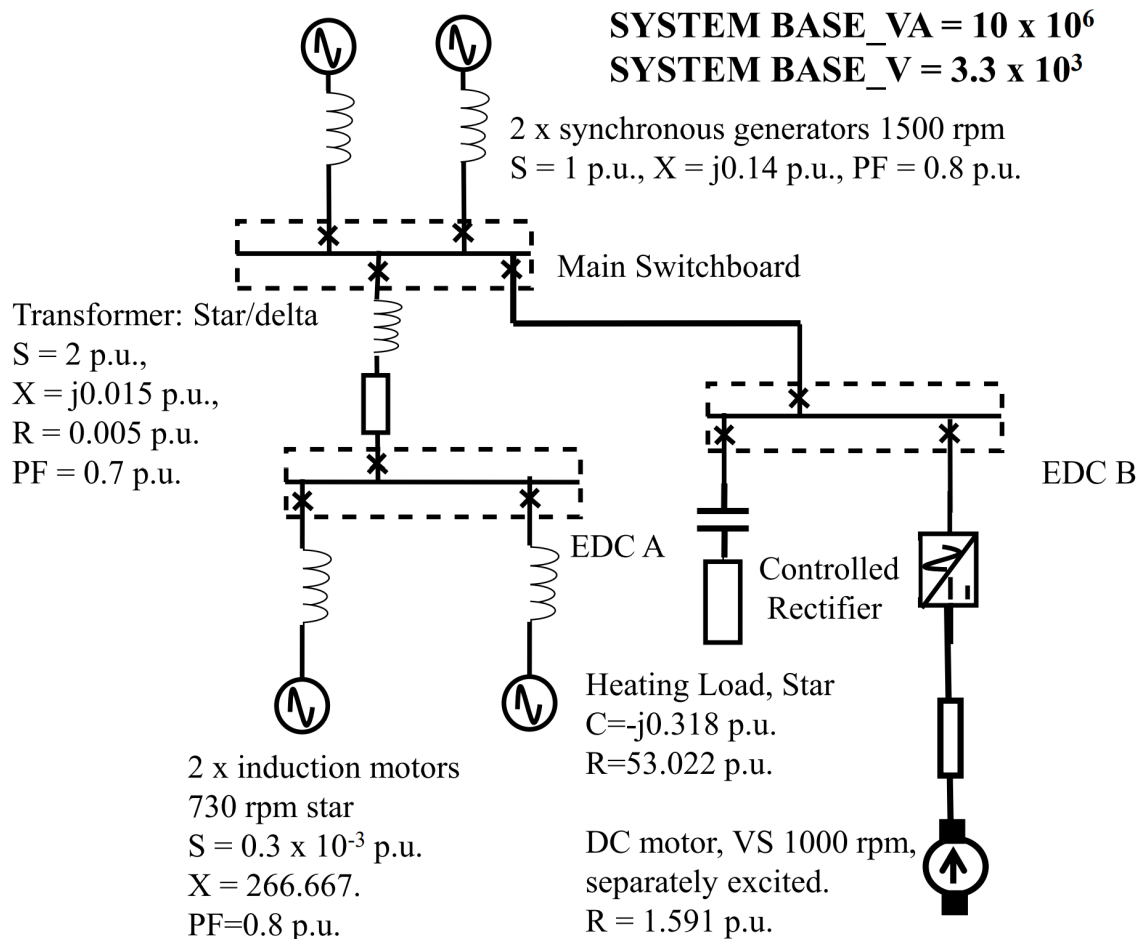 SYSTEM BASE_VA = 10 x 10⁶
SYSTEM BASE_V = 3.3 x 10³
2 x synchronous generators 1500 rpm
S = 1 p.u., X = j0.14 p.u., PF = 0.8 p.u.
Main Switchboard
Transformer: Star/delta
S = 2 p.u.,
X = j0.015 p.u.,
R = 0.005 p.u.
PF = 0.7 p.u.
EDC B
EDC A
Controlled
Rectifier
Heating Load, Star
C=-j0.318 p.u.
R=53.022 p.u.
2 x induction motors
730 rpm star
S = 0.3 x 10⁻³ p.u.
X = 266.667.
PF=0.8 p.u.
DC motor, VS 1000 rpm,
separately excited.
R = 1.591 p.u.